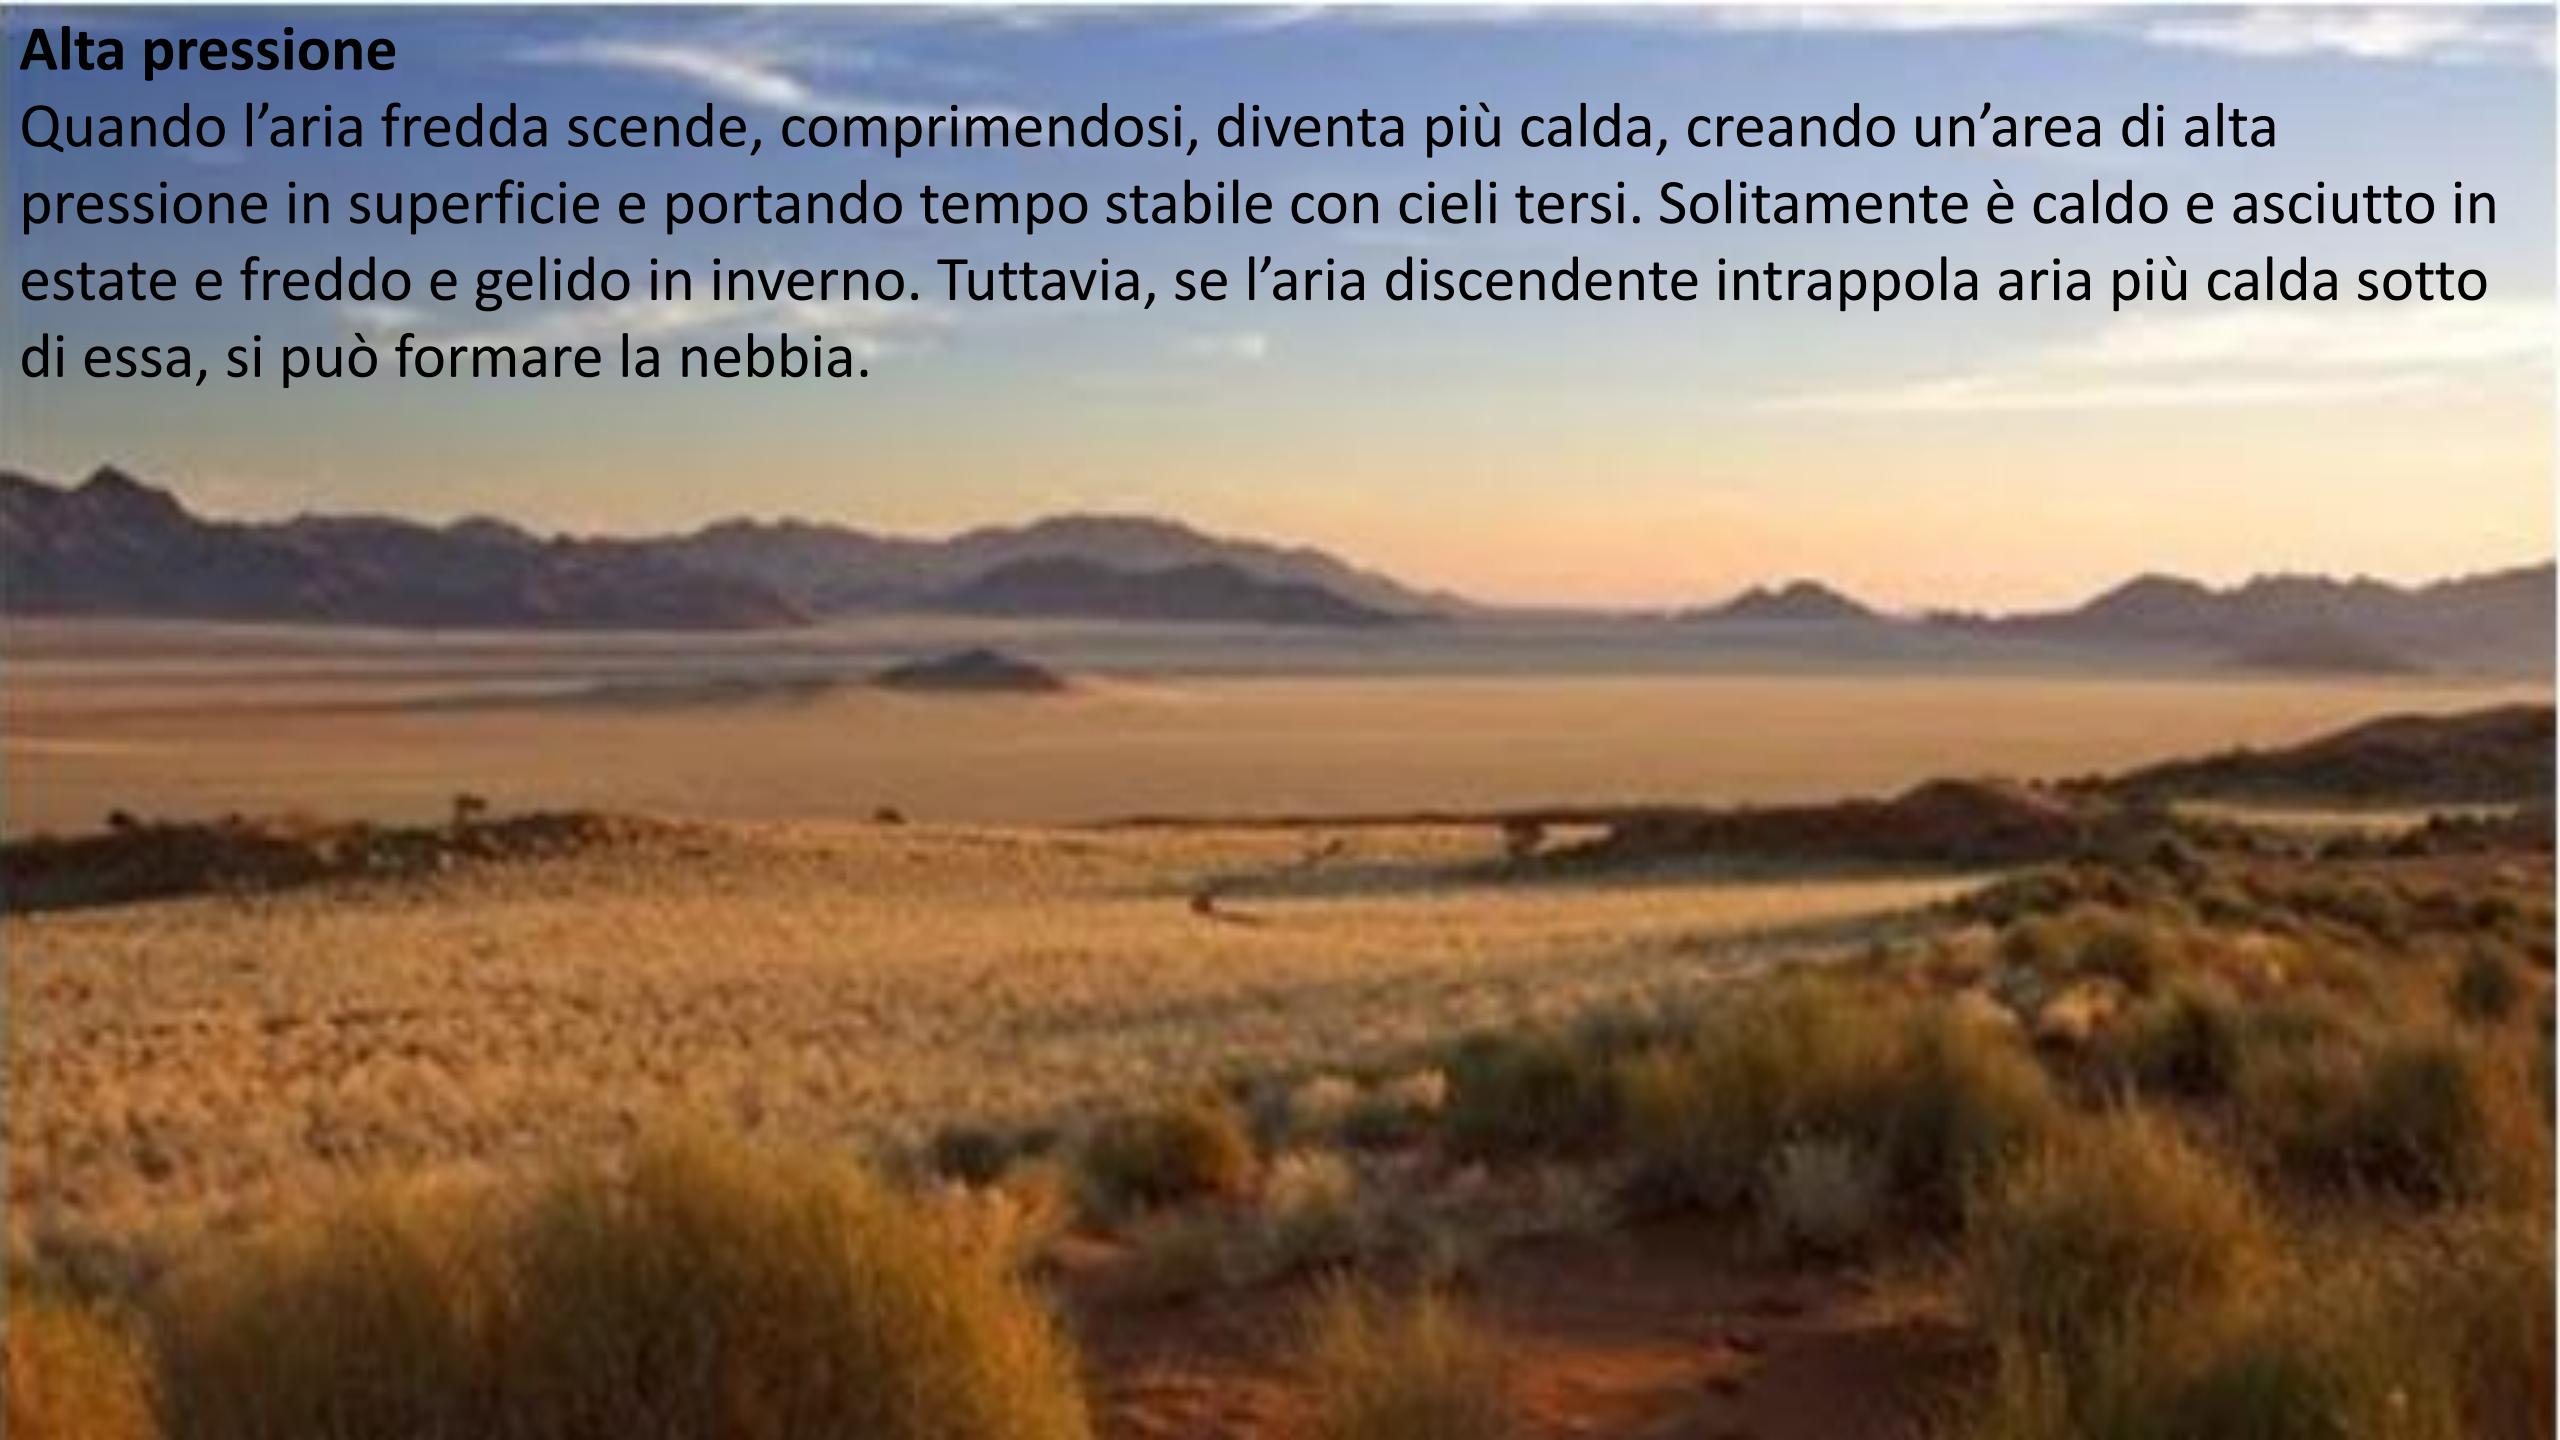 Alta pressione
Quando l’aria fredda scende, comprimendosi, diventa più calda, creando un’area di alta
pressione in superficie e portando tempo stabile con cieli tersi. Solitamente è caldo e asciutto in
estate e freddo e gelido in inverno. Tuttavia, se l’aria discendente intrappola aria più calda sotto
di essa, si può formare la nebbia.